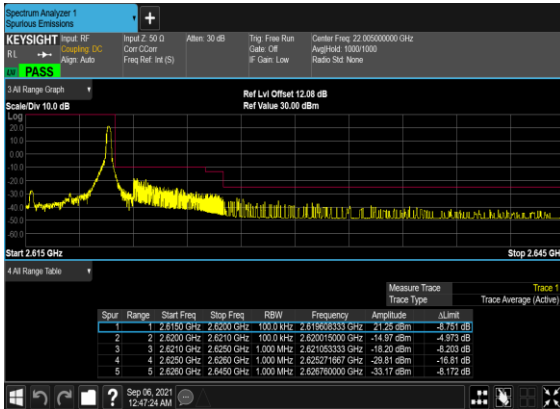 Spectrum Analyzer 1
Spurious Emissions
+
KEYSIGHT Input: RF Input Z: 50 Ω Atten: 30 dB Trig: Free Run Center Freq: 22.005000000 GHz
RL Coupling: DC Corr CCorr Gate: Off Avg|Hold: 1000/1000
Align: Auto Freq Ref: Int (S) IF Gain: Low Radio Std: None
PASS
3 All Range Graph
Ref Lvl Offset 12.08 dB
Scale/Div 10.0 dB Ref Value 30.00 dBm
Log
20.0
10.0
0.00
-10.0
-20.0
-30.0
-40.0
-50.0
-60.0
Start 2.615 GHz Stop 2.645 GH
4 All Range Table
Measure Trace Trace 1
Trace Type Trace Average (Active)
Spur Range Start Freq Stop Freq RBW Frequency Amplitude ΔLimit
1 1 2.6150 GHz 2.6200 GHz 100.0 kHz 2.619608333 GHz 21.25 dBm -8.751 dB
2 2 2.6200 GHz 2.6210 GHz 100.0 kHz 2.620015000 GHz -14.97 dBm -4.973 dB
3 3 2.6210 GHz 2.6250 GHz 1.000 MHz 2.621053333 GHz -18.20 dBm -8.203 dB
4 4 2.6250 GHz 2.6260 GHz 1.000 MHz 2.625271667 GHz -29.81 dBm -16.81 dB
5 5 2.6260 GHz 2.6450 GHz 1.000 MHz 2.626760000 GHz -33.17 dBm -8.172 dB
?
Sep 06, 2021
12:47:24 AM